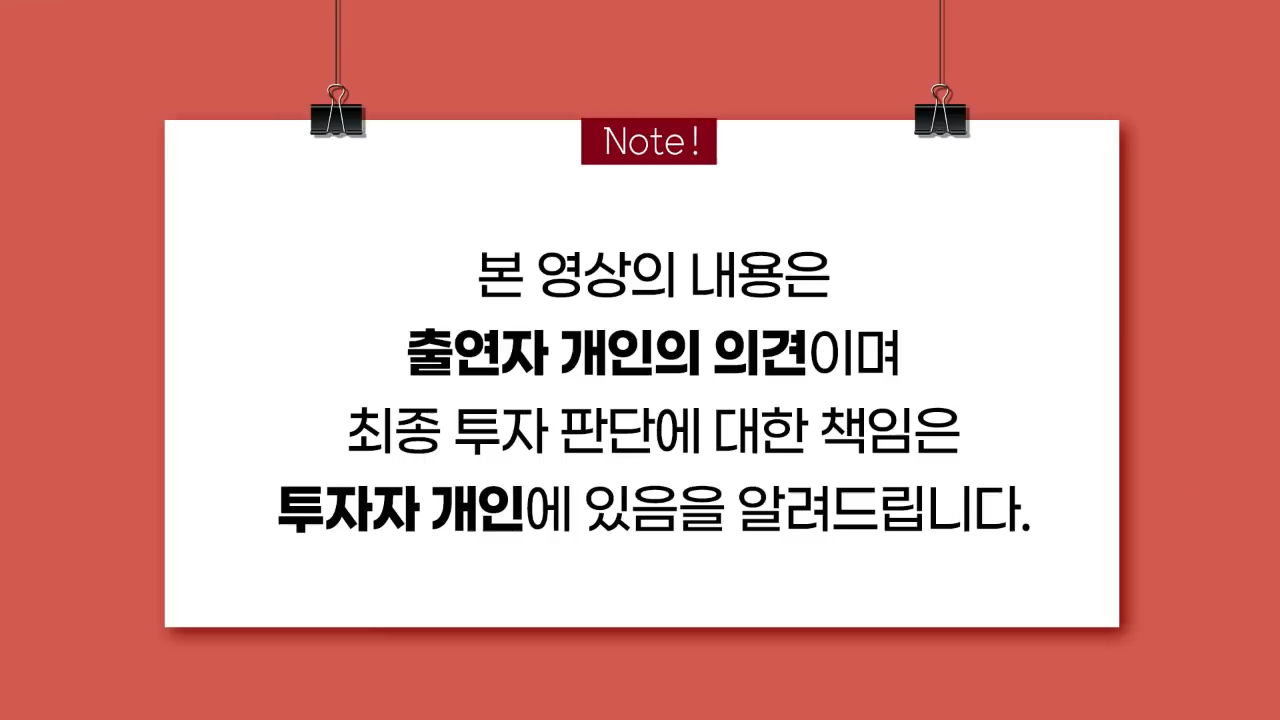 Note!
본 영상의 내용은
출연자 개인의 의견이며
최종 투자 판단에 대한 책임은
투자자 개인에 있음을 알려드립니다.